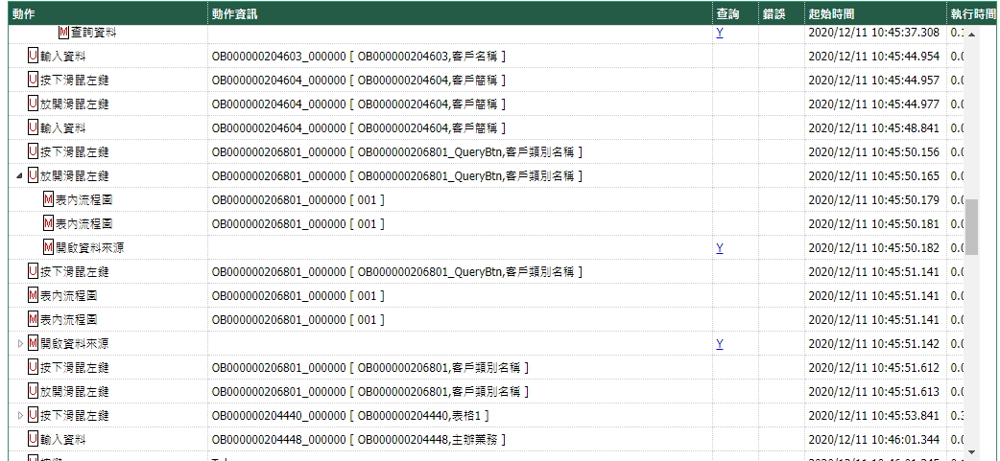 動作 動作資訊 查詢 錯誤 起始時間 執行時間
M 查詢資料 Y 2020/12/11 10:45:37.308
U 輸入資料 OB000000204603_000000 [ OB000000204603,客戶名稱 ] 2020/12/11 10:45:44.954 0.0
U 按下滑鼠左鍵 OB000000204604_000000 [ OB000000204604,客戶簡稱 ] 2020/12/11 10:45:44.957 0.0
U 放開滑鼠左鍵 OB000000204604_000000 [ OB000000204604,客戶簡稱 ] 2020/12/11 10:45:44.977 0.0
U 輸入資料 OB000000204604_000000 [ OB000000204604,客戶簡稱 ] 2020/12/11 10:45:48.841 0.0
U 按下滑鼠左鍵 OB000000206801_000000 [ OB000000206801_QueryBtn,客戶類別名稱 ] 2020/12/11 10:45:50.156 0.0
U 放開滑鼠左鍵 OB000000206801_000000 [ OB000000206801_QueryBtn,客戶類別名稱 ] 2020/12/11 10:45:50.165 0.0
M 表內流程圖 OB000000206801_000000 [ 001 ] 2020/12/11 10:45:50.179 0.0
M 表內流程圖 OB000000206801_000000 [ 001 ] 2020/12/11 10:45:50.181 0.0
M 開啟資料來源 Y 2020/12/11 10:45:50.182 0.0
U 按下滑鼠左鍵 OB000000206801_000000 [ OB000000206801_QueryBtn,客戶類別名稱 ] 2020/12/11 10:45:51.141 0.0
M 表內流程圖 OB000000206801_000000 [ 001 ] 2020/12/11 10:45:51.141 0.0
M 表內流程圖 OB000000206801_000000 [ 001 ] 2020/12/11 10:45:51.141 0.0
M 開啟資料來源 Y 2020/12/11 10:45:51.142 0.0
U 按下滑鼠左鍵 OB000000206801_000000 [ OB000000206801,客戶類別名稱 ] 2020/12/11 10:45:51.612 0.0
U 放開滑鼠左鍵 OB000000206801_000000 [ OB000000206801,客戶類別名稱 ] 2020/12/11 10:45:51.613 0.0
U 按下滑鼠左鍵 OB000000204440_000000 [ OB000000204440,表格1 ] 2020/12/11 10:45:53.841 0.3
U 輸入資料 OB000000204448_000000 [ OB000000204448,主辦業務 ] 2020/12/11 10:46:01.344 0.0